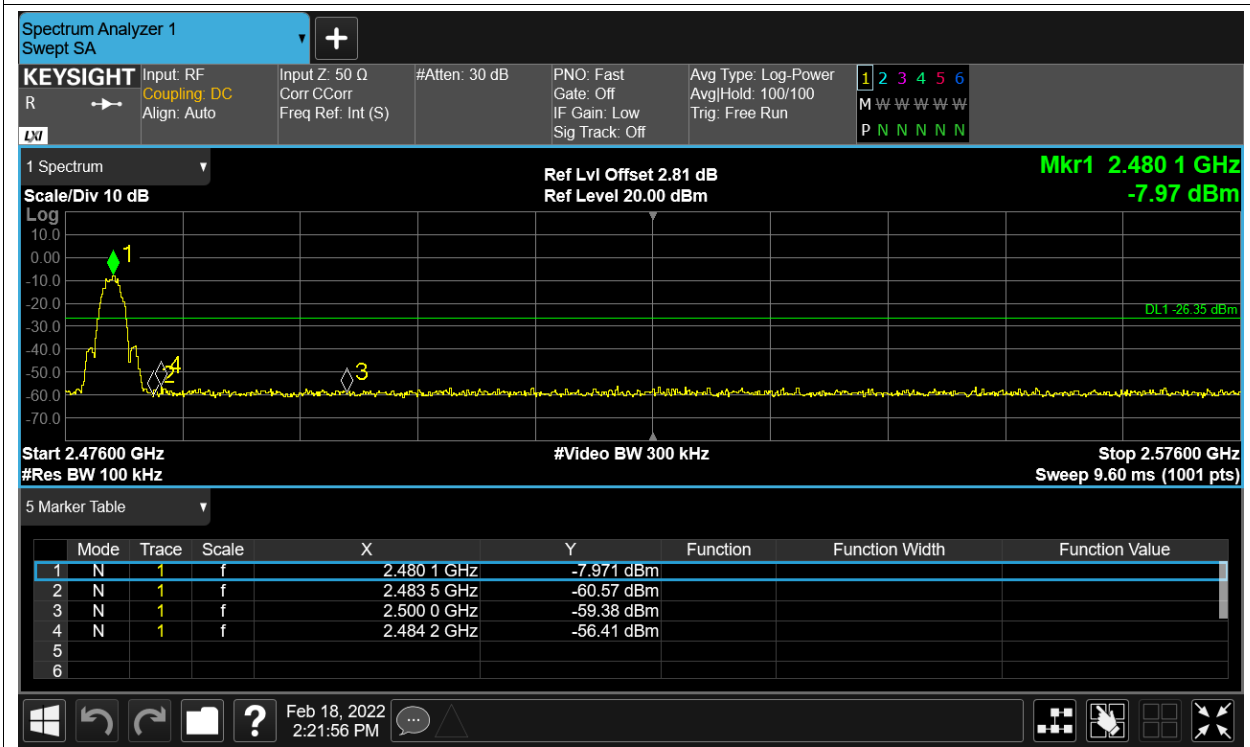 Spectrum Analyzer 1
Swept SA
KEYSIGHT Input: RF Input Z: 50 Ω #Atten: 30 dB PNO: Fast Avg Type: Log-Power 1 2 3 4 5 6
R Coupling: DC Corr CCorr Gate: Off Avg|Hold: 100/100 M W W W W W
Align: Auto Freq Ref: Int (S) IF Gain: Low Trig: Free Run
LXI Sig Track: Off P N N N N N
1 Spectrum Ref Lvl Offset 2.81 dB Mkr1 2.480 1 GHz
Scale/Div 10 dB Ref Level 20.00 dBm -7.97 dBm
Log
10.0
0.00 1
-10.0
-20.0
DL1 -26.35 dBm
-30.0
-40.0
-50.0 2 4 3
-60.0
-70.0
Start 2.47600 GHz #Video BW 300 kHz Stop 2.57600 GHz
#Res BW 100 kHz Sweep 9.60 ms (1001 pts)
5 Marker Table
Mode Trace Scale X Y Function Function Width Function Value
1 N 1 f 2.480 1 GHz -7.971 dBm
2 N 1 f 2.483 5 GHz -60.57 dBm
3 N 1 f 2.500 0 GHz -59.38 dBm
4 N 1 f 2.484 2 GHz -56.41 dBm
5
6
? Feb 18, 2022
2:21:56 PM